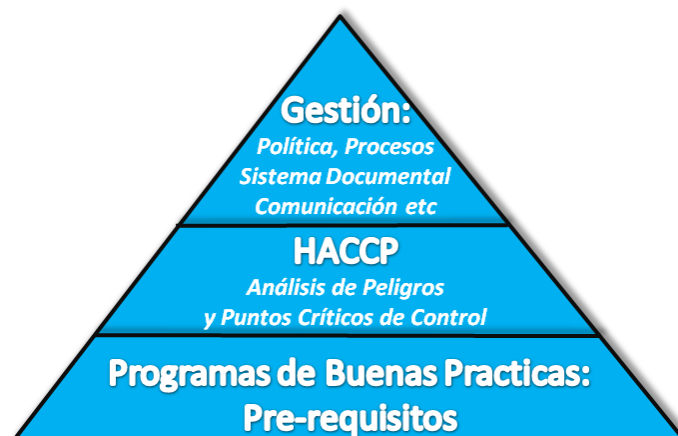 Gestión:
Política, Procesos
Sistema Documental
Comunicación etc
HACCP
Análisis de Peligros
y Puntos Críticos de Control
Programas de Buenas Practicas:
Pre-requisitos